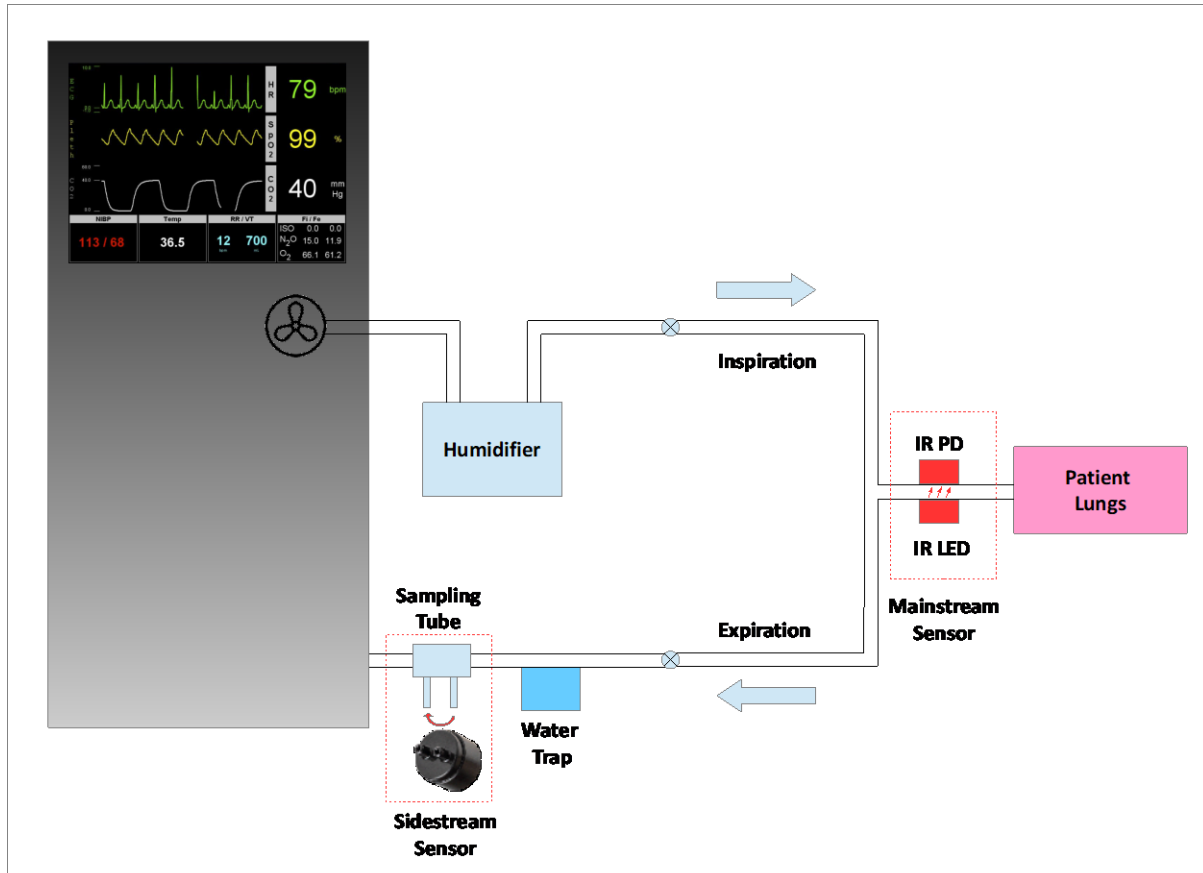 HR
79
bpm
SpO2
99
%
CO2
40
mm
Hg
NIBP
Temp
RR / VT
Fi / Fe
113 / 68
36.5
12 700
ISO 0.0 0.0
N2O 15.0 11.9
O2 66.1 61.2
Inspiration
Humidifier
IR PD
Patient
Lungs
IR LED
Mainstream
Sensor
Sampling
Tube
Expiration
Water
Trap
Sidestream
Sensor